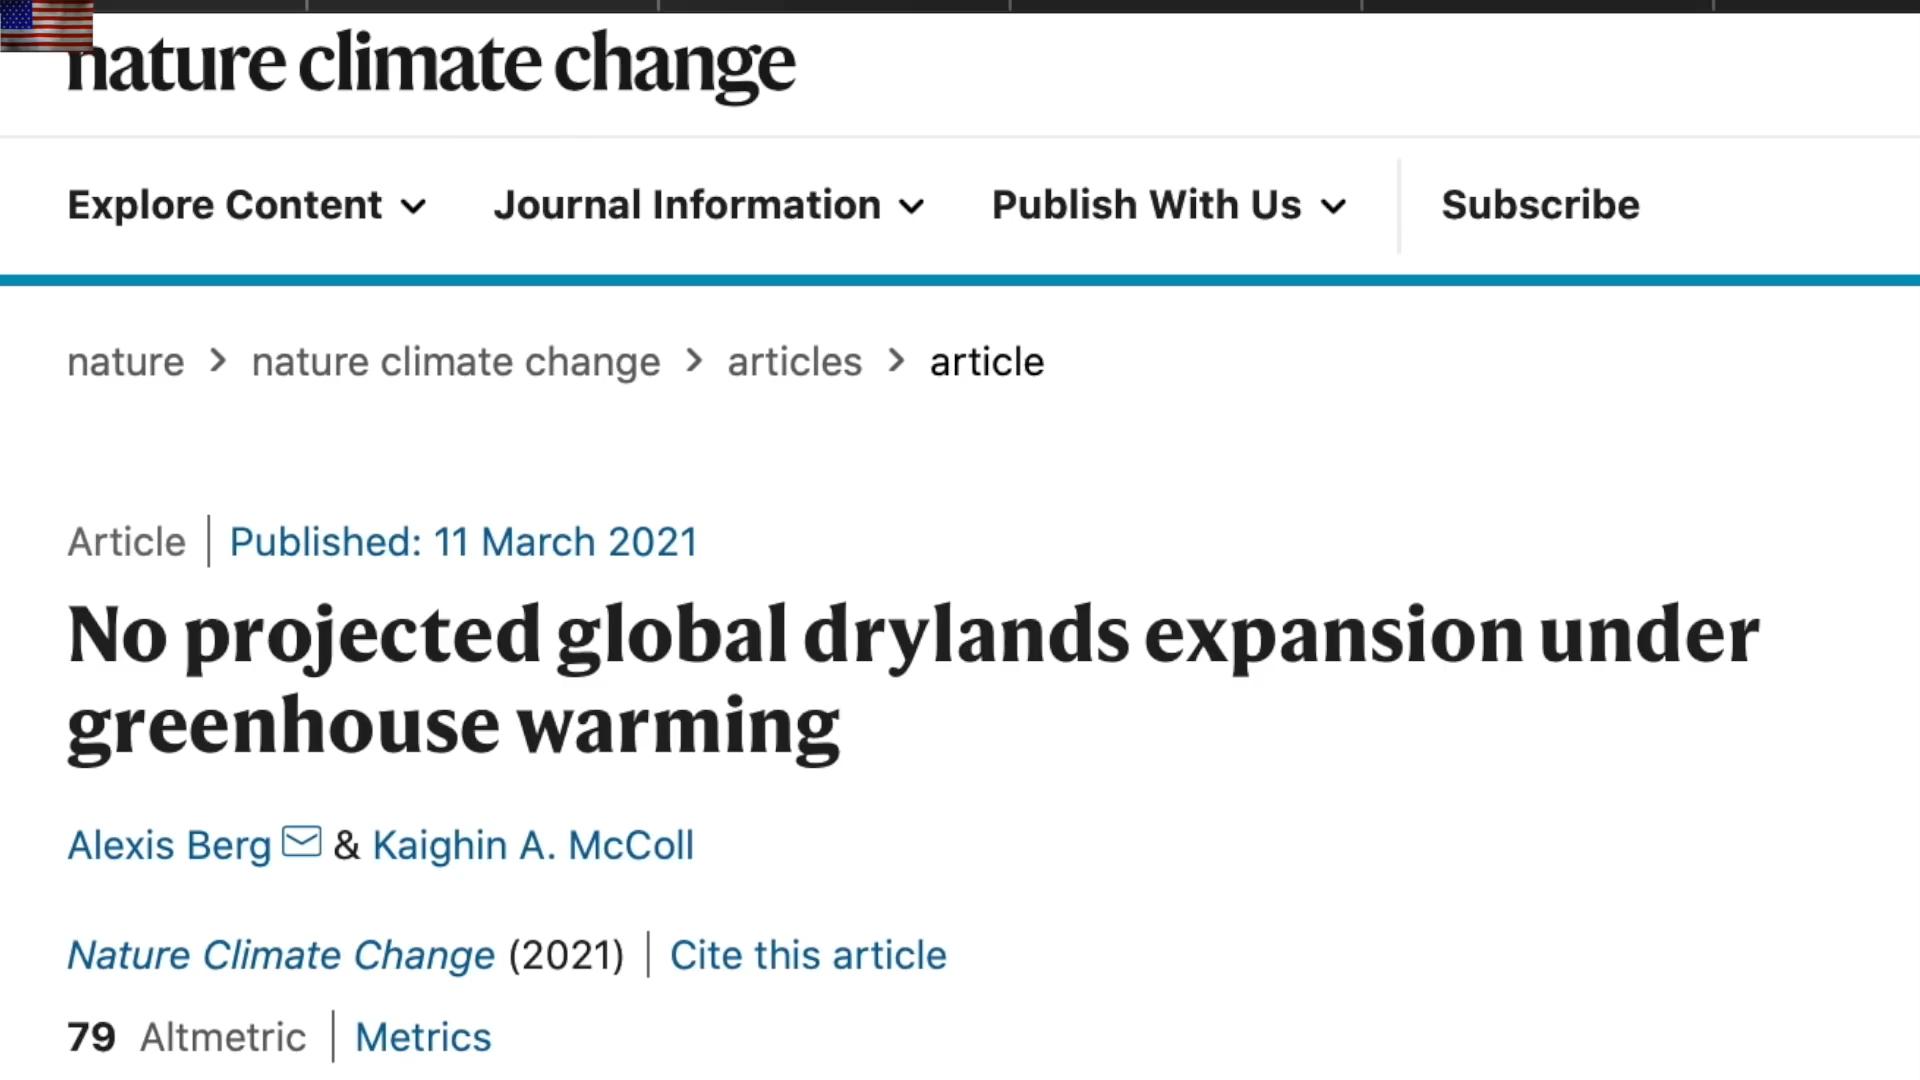 nature climate change
Explore Content Journal Information Publish With Us Subscribe
nature > nature climate change > articles > article
Article | Published: 11 March 2021
No projected global drylands expansion under
greenhouse warming
Alexis Berg & Kaighin A. McColl
Nature Climate Change (2021) | Cite this article
79 Altmetric | Metrics